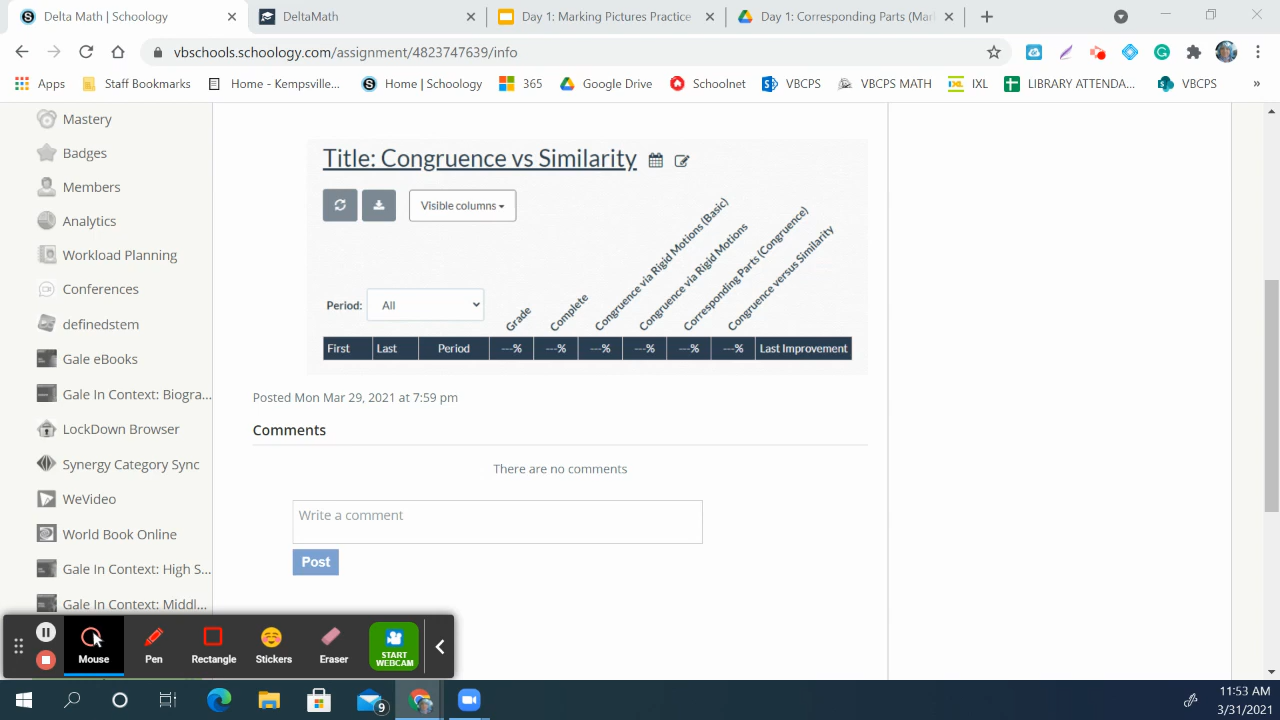 Delta Math | Schoology
DeltaMath
Day 1: Marking Pictures Practice
Day 1: Corresponding Parts (Mar
vbschools.schoology.com/assignment/4823747639/info
Apps
Staff Bookmarks
Home - Kempsville...
Home | Schoology
365
Google Drive
Schoolnet
VBCPS
VBCPS MATH
IXL
LIBRARY ATTENDA...
VBCPS
»
Mastery
Badges
Members
Analytics
Workload Planning
Conferences
definedstem
Gale eBooks
Gale In Context: Biogra...
LockDown Browser
Synergy Category Sync
WeVideo
World Book Online
Gale In Context: High S...
Gale In Context: Middl...
Title: Congruence vs Similarity
Visible columns
Period: All
Grade
Complete
Congruence via Rigid Motions (Basic)
Congruence via Rigid Motions
Corresponding Parts (Congruence)
Congruence versus Similarity
First Last Period ---% ---% ---% ---% ---% ---% Last Improvement
Posted Mon Mar 29, 2021 at 7:59 pm
Comments
There are no comments
Write a comment
Post
Mouse
Pen
Rectangle
Stickers
Eraser
START
WEBCAM
9
11:53 AM
3/31/2021